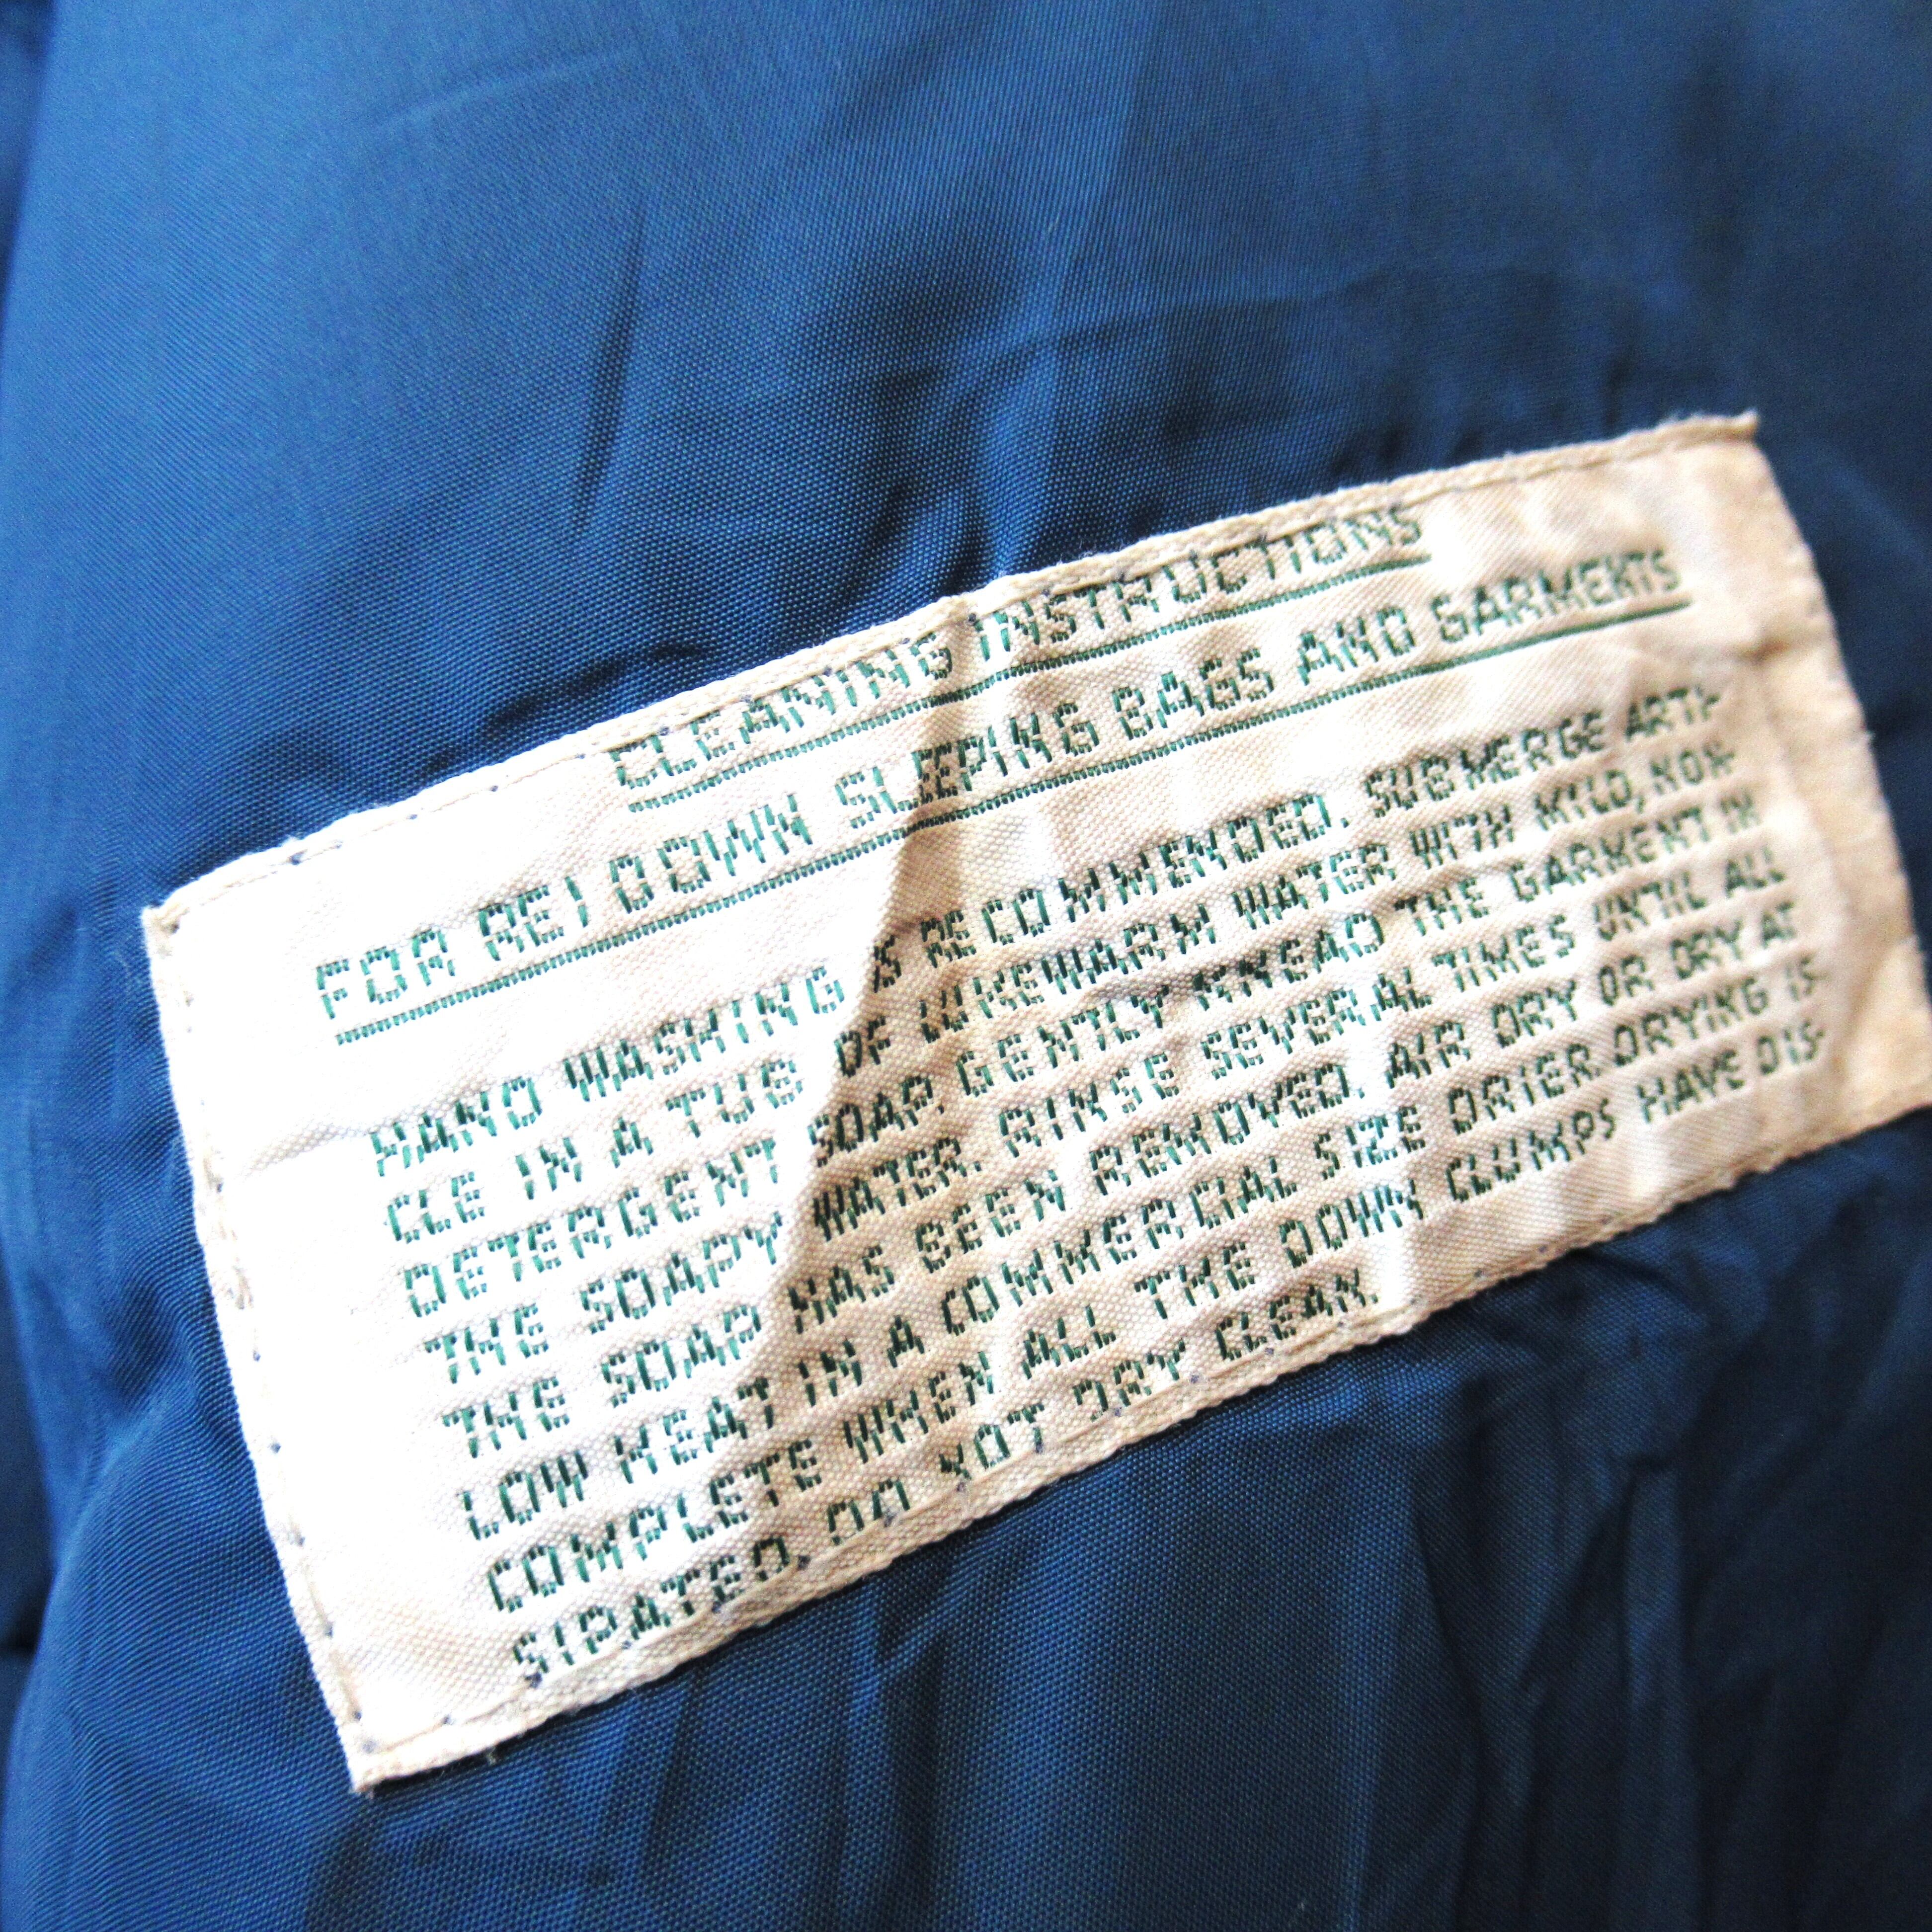 CLEANING INSTRUCTIONS
FOR REI DOWN SLEEPING BAGS AND GARMENTS
HAND WASHING IS RECOMMENDED. SUBMERGE ARTI-
CLE IN A TUB OF LUKEWARM WATER WITH MILD, NON-
DETERGENT SOAP. GENTLY KNEAD THE GARMENT IN
THE SOAPY WATER. RINSE SEVERAL TIMES UNTIL ALL
THE SOAP HAS BEEN REMOVED. AIR DRY OR DRY AT
LOW HEAT IN A COMMERCIAL SIZE DRIER. DRYING IS
COMPLETE WHEN ALL THE DOWN CLUMPS HAVE DIS-
SIPATED. DO NOT DRY CLEAN.